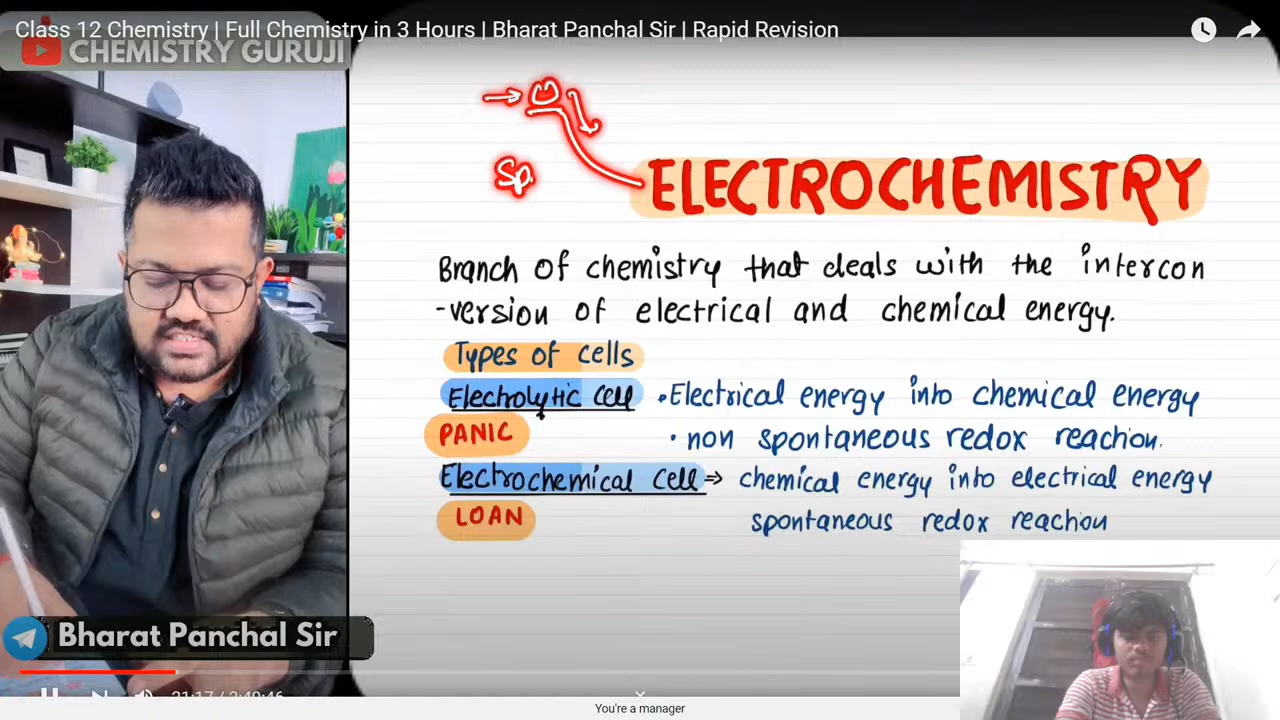 Class 12 Chemistry | Full Chemistry in 3 Hours | Bharat Panchal Sir | Rapid Revision
CHEMISTRY GURUJI
Sp.
ELECTROCHEMISTRY
Branch of chemistry that deals with the intercon
-version of electrical and chemical energy.
Types of cells
Electrolytic cell • Electrical energy into chemical energy
PANIC • non spontaneous redox reaction.
Electrochemical cell ⇒ chemical energy into electrical energy
LOAN spontaneous redox reaction
Bharat Panchal Sir
You're a manager